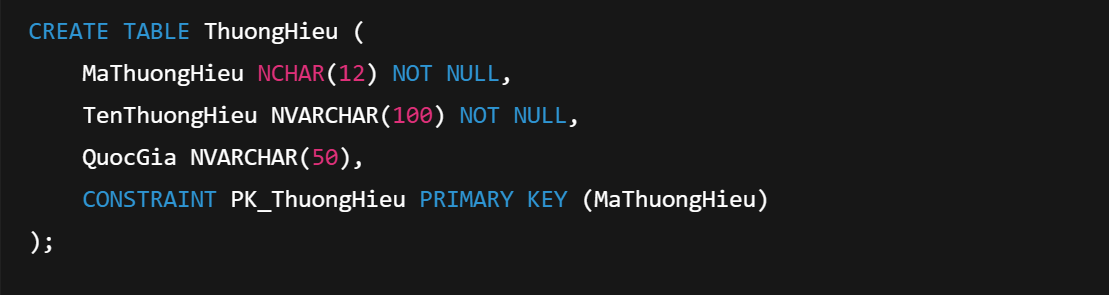 CREATE TABLE ThuongHieu (
    MaThuongHieu NCHAR(12) NOT NULL,
    TenThuongHieu NVARCHAR(100) NOT NULL,
    QuocGia NVARCHAR(50),
    CONSTRAINT PK_ThuongHieu PRIMARY KEY (MaThuongHieu)
);